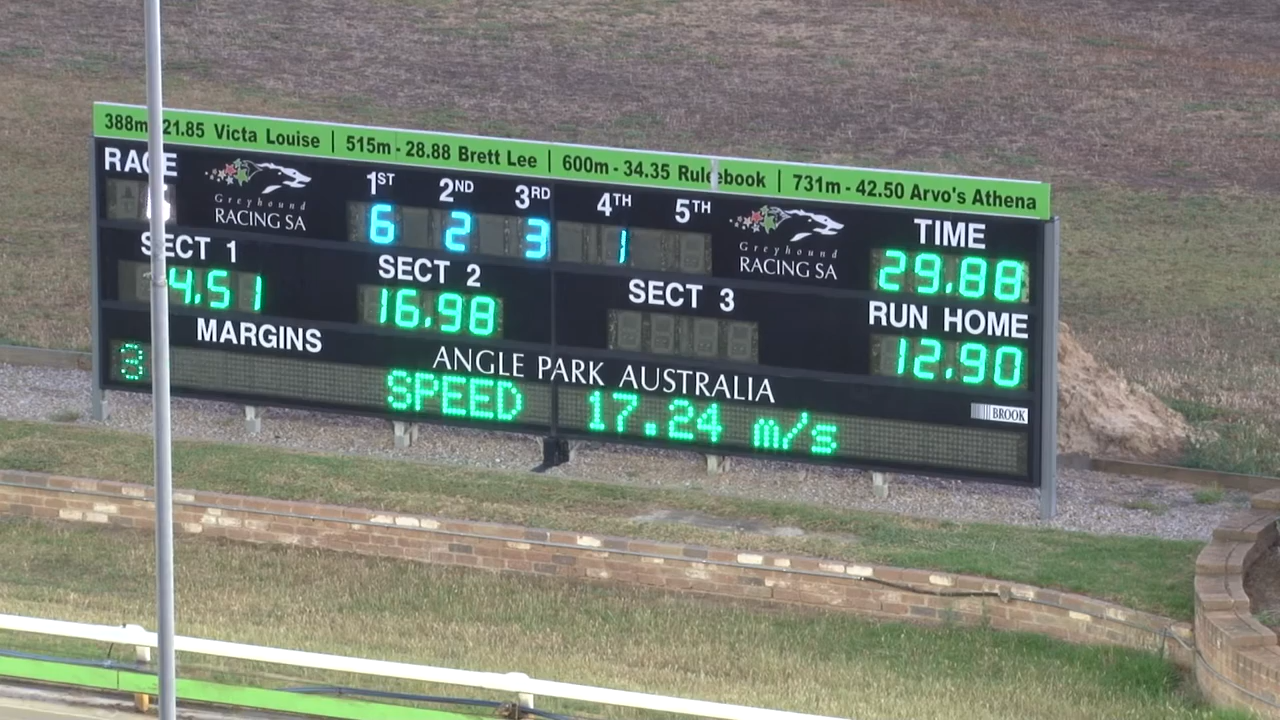 388m 21.85 Victa Louise | 515m - 28.88 Brett Lee | 600m - 34.35 Rulebook | 731m - 42.50 Arvo's Athena
RACE
Greyhound
RACING SA
1ST 2ND 3RD 4TH 5TH
6 2 3 1
Greyhound
RACING SA
TIME
29.88
SECT 1
4.51
SECT 2
16.98
SECT 3
RUN HOME
12.90
MARGINS
ANGLE PARK AUSTRALIA
BROOK
3 SPEED 17.24 m/s